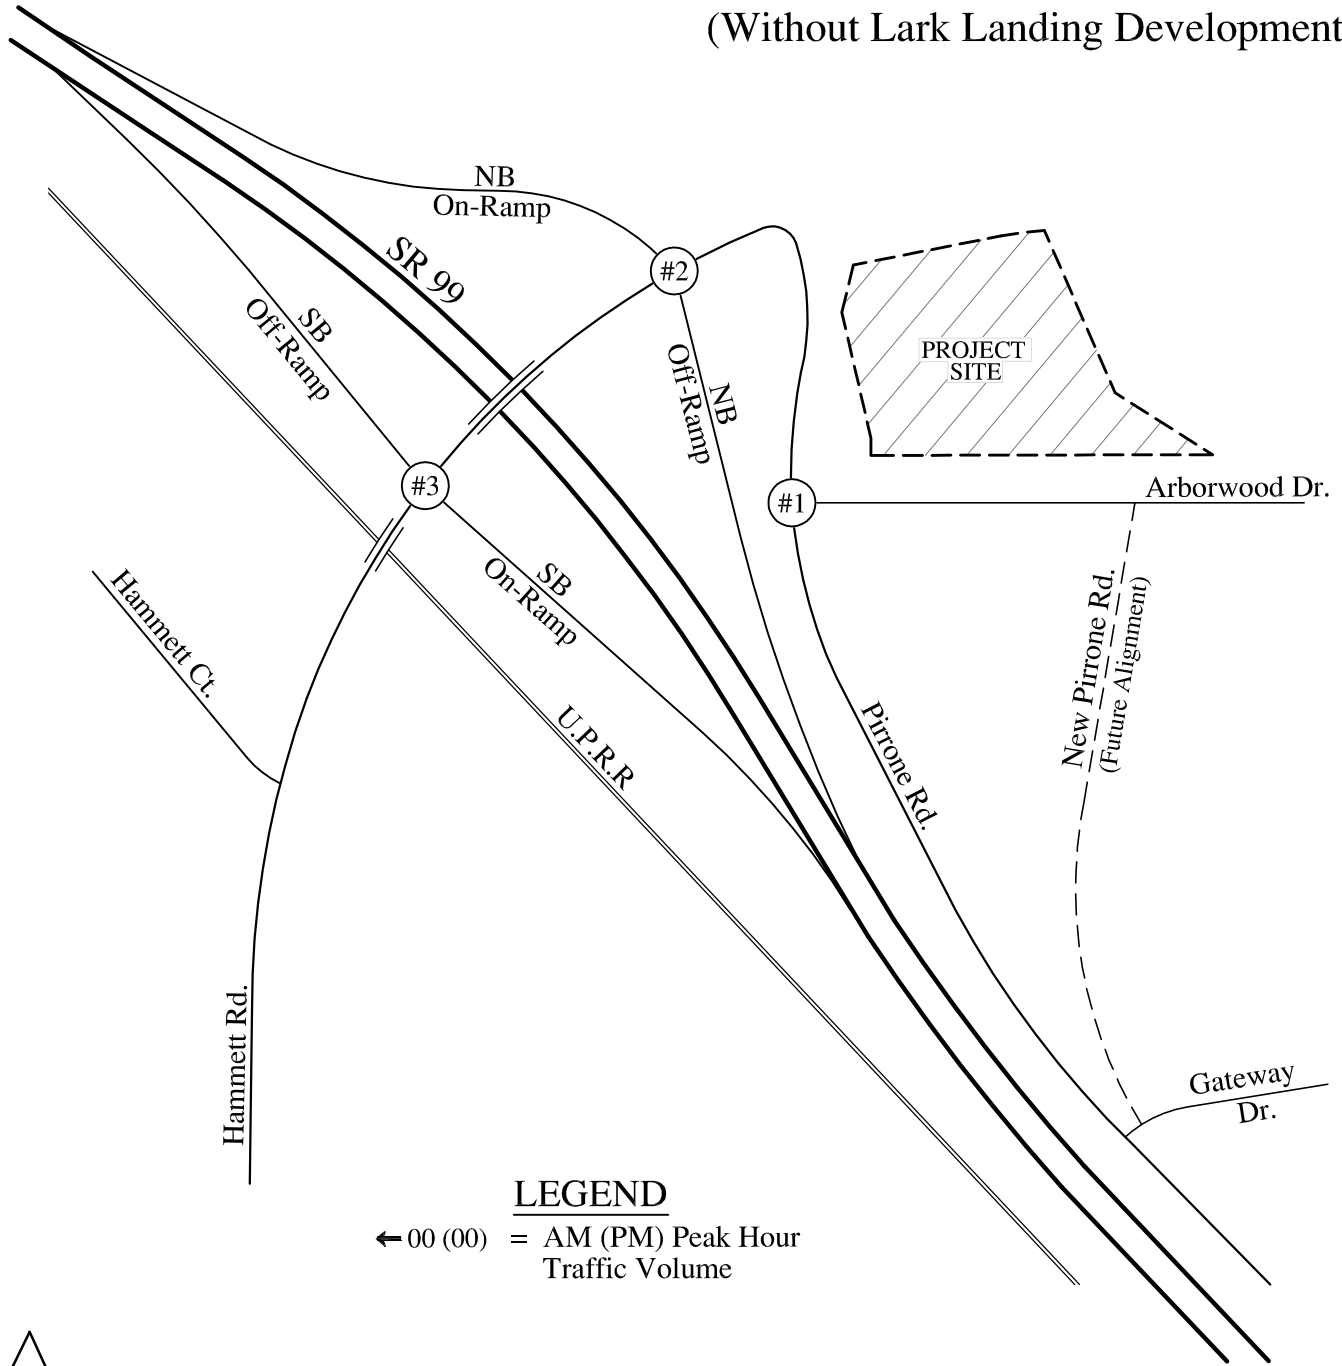 (Without Lark Landing Development
NB
On-Ramp
SR 99
#2
SB
Off-Ramp
NB
Off-Ramp
PROJECT
SITE
#3
#1
Arborwood Dr.
Hammett Ct.
SB
On-Ramp
New Pirrone Rd.
(Future Alignment)
U.P.R.R
Pirrone Rd.
Hammett Rd.
Gateway
Dr.
LEGEND
00 (00) = AM (PM) Peak Hour
Traffic Volume